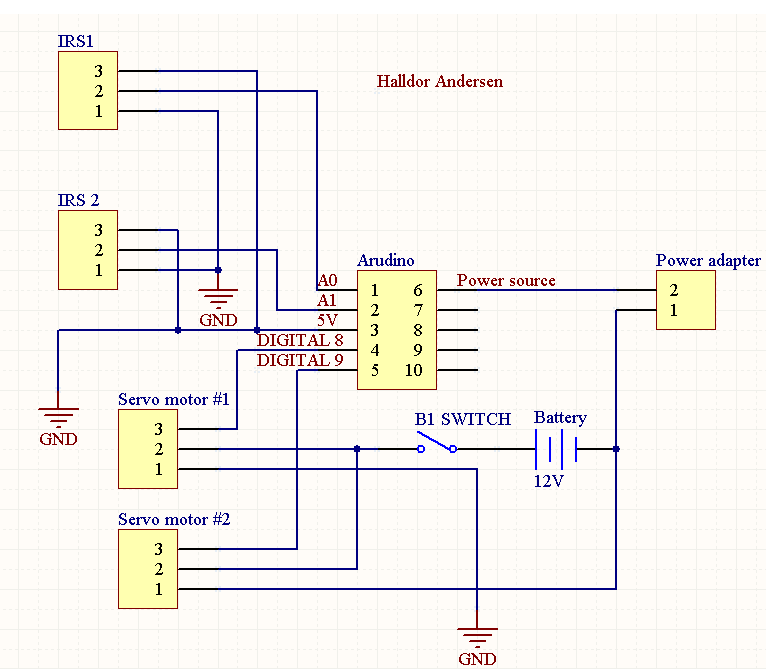 IRS1
3
2
1
Halldor Andersen
IRS 2
3
2
1
GND
A0
A1
5V
DIGITAL 8
DIGITAL 9
Arudino
1 6
2 7
3 8
4 9
5 10
Power source
Power adapter
2
1
GND
Servo motor #1
3
2
1
B1 SWITCH
Battery
12V
Servo motor #2
3
2
1
GND